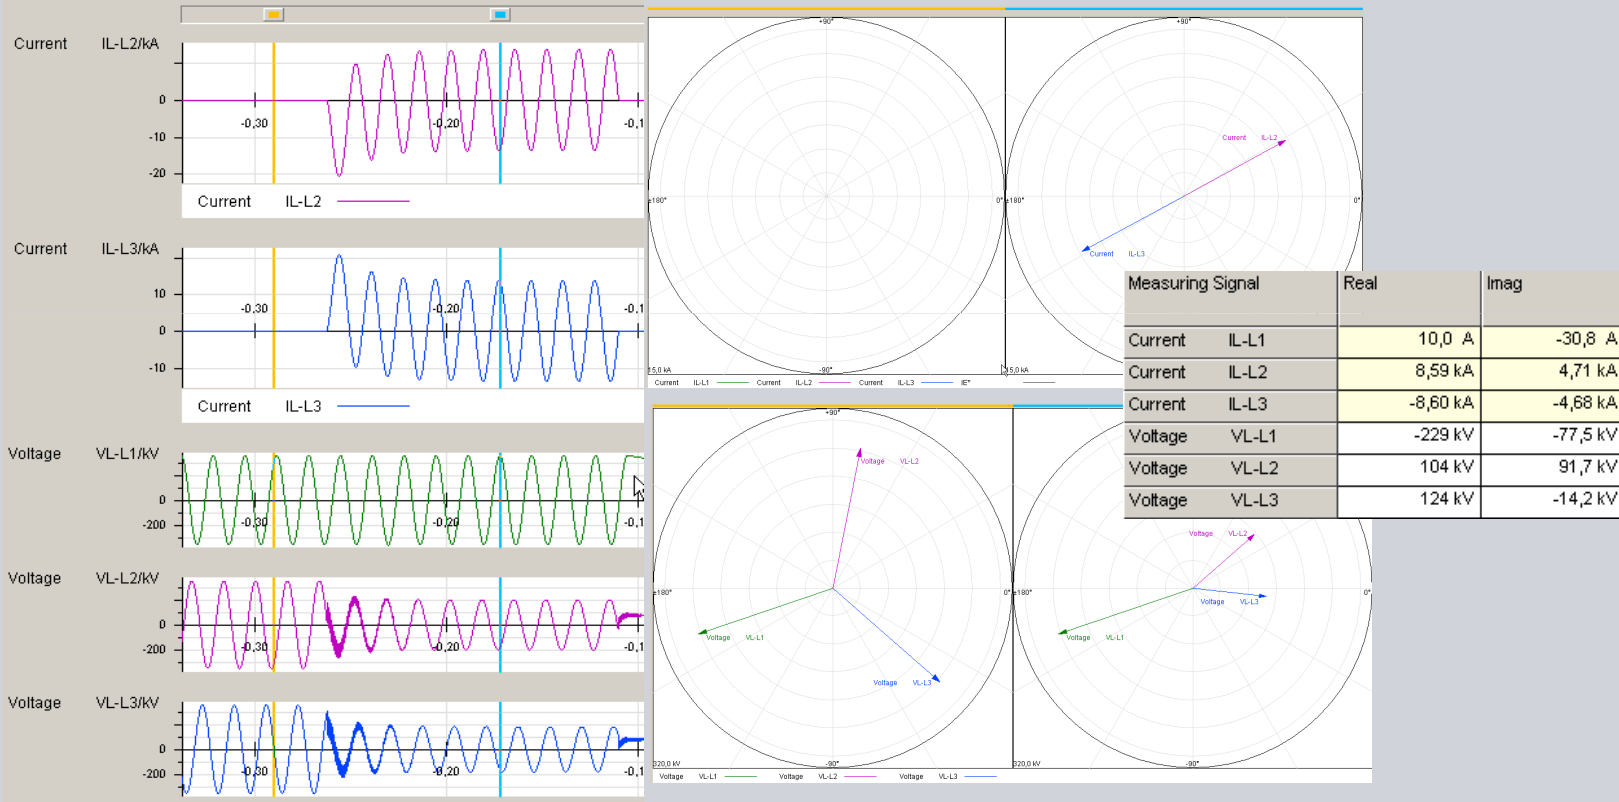 Current IL-L2/kA
0
-10
-20
-0,30
-0,20
-0,1
Current IL-L2
Current IL-L3/kA
10
0
-10
-0,30
-0,20
-0,1
Current IL-L3
Voltage VL-L1/kV
0
-200
-0,30
-0,20
-0,1
Voltage VL-L2/kV
0
-200
-0,30
-0,20
-0,1
Voltage VL-L3/kV
0
-200
-0,30
-0,20
-0,1
+90°
±180°
0°
-90°
15,0 kA
+90°
Current IL-L2
±180°
0°
Current IL-L3
15,0 kA
Current IL-L1 Current IL-L2 Current IL-L3 IE*
+90°
Voltage VL-L2
±180°
0°
Voltage VL-L1
Voltage VL-L3
-90°
320,0 kV
Voltage VL-L2
±180°
0°
Voltage VL-L3
Voltage VL-L1
-90°
320,0 kV
Voltage VL-L1 Voltage VL-L2 Voltage VL-L3
Measuring Signal Real Imag
Current IL-L1 10,0 A -30,8 A
Current IL-L2 8,59 kA 4,71 kA
Current IL-L3 -8,60 kA -4,68 kA
Voltage VL-L1 -229 kV -77,5 kV
Voltage VL-L2 104 kV 91,7 kV
Voltage VL-L3 124 kV -14,2 kV